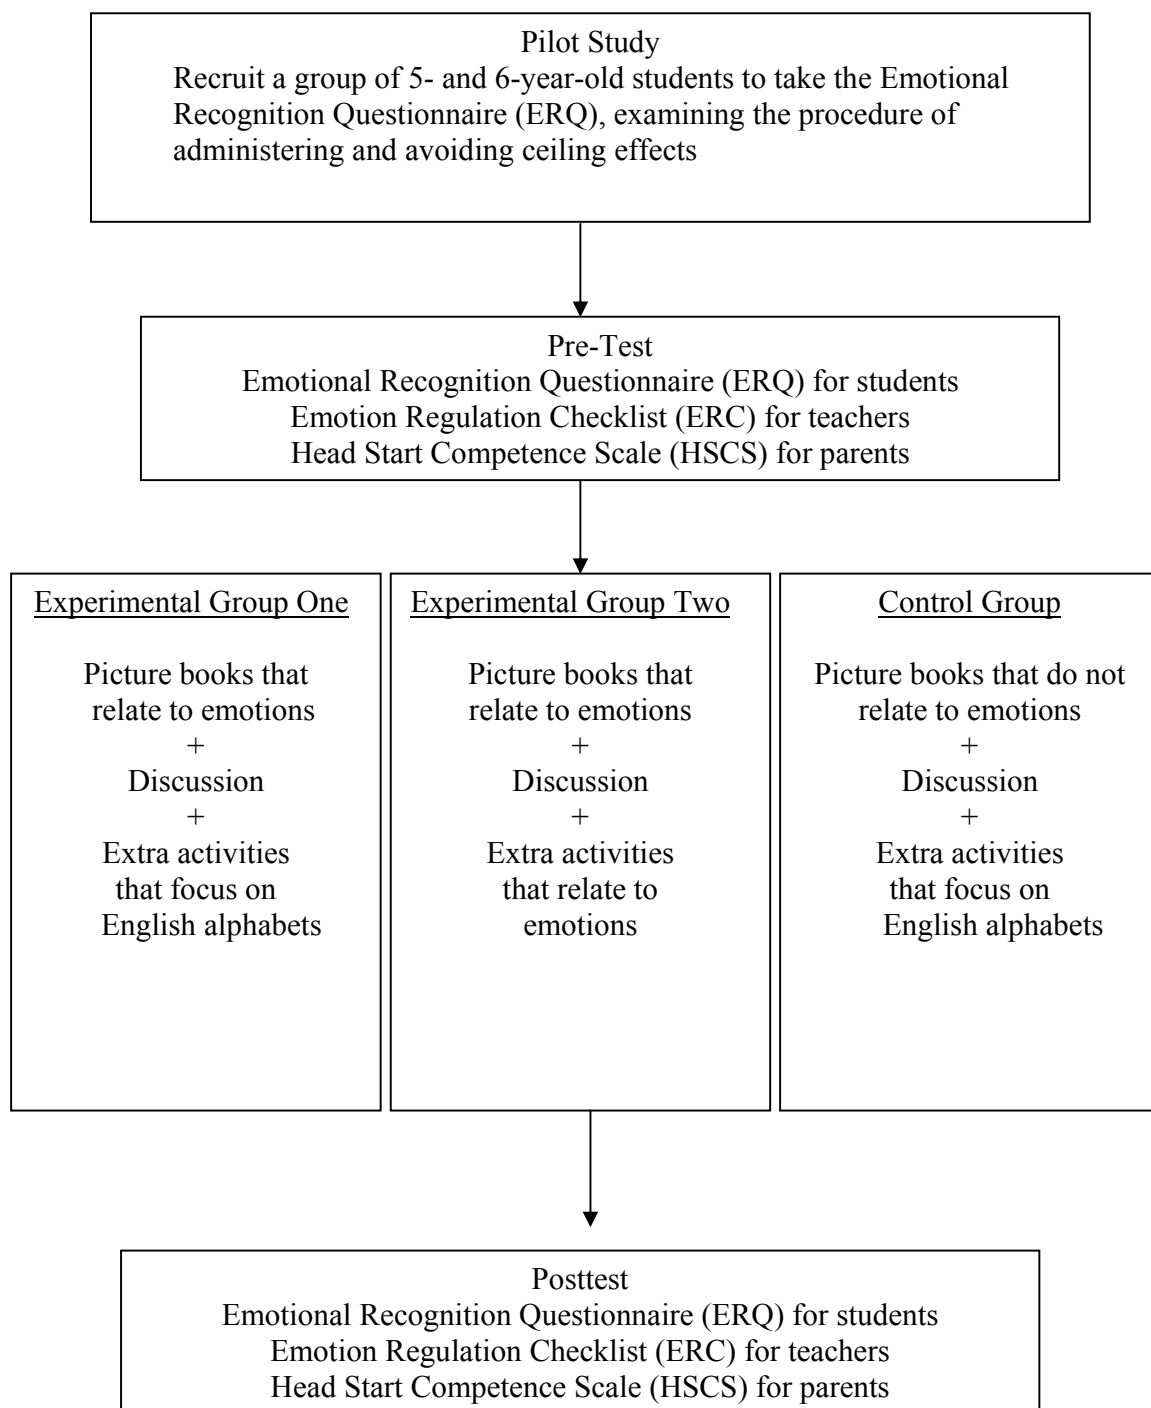 Pilot Study
Recruit a group of 5- and 6-year-old students to take the Emotional
Recognition Questionnaire (ERQ), examining the procedure of
administering and avoiding ceiling effects
Pre-Test
Emotional Recognition Questionnaire (ERQ) for students
Emotion Regulation Checklist (ERC) for teachers
Head Start Competence Scale (HSCS) for parents
Experimental Group One
Picture books that
relate to emotions
+
Discussion
+
Extra activities
that focus on
English alphabets
Experimental Group Two
Picture books that
relate to emotions
+
Discussion
+
Extra activities
that relate to
emotions
Control Group
Picture books that do not
relate to emotions
+
Discussion
+
Extra activities
that focus on
English alphabets
Posttest
Emotional Recognition Questionnaire (ERQ) for students
Emotion Regulation Checklist (ERC) for teachers
Head Start Competence Scale (HSCS) for parents